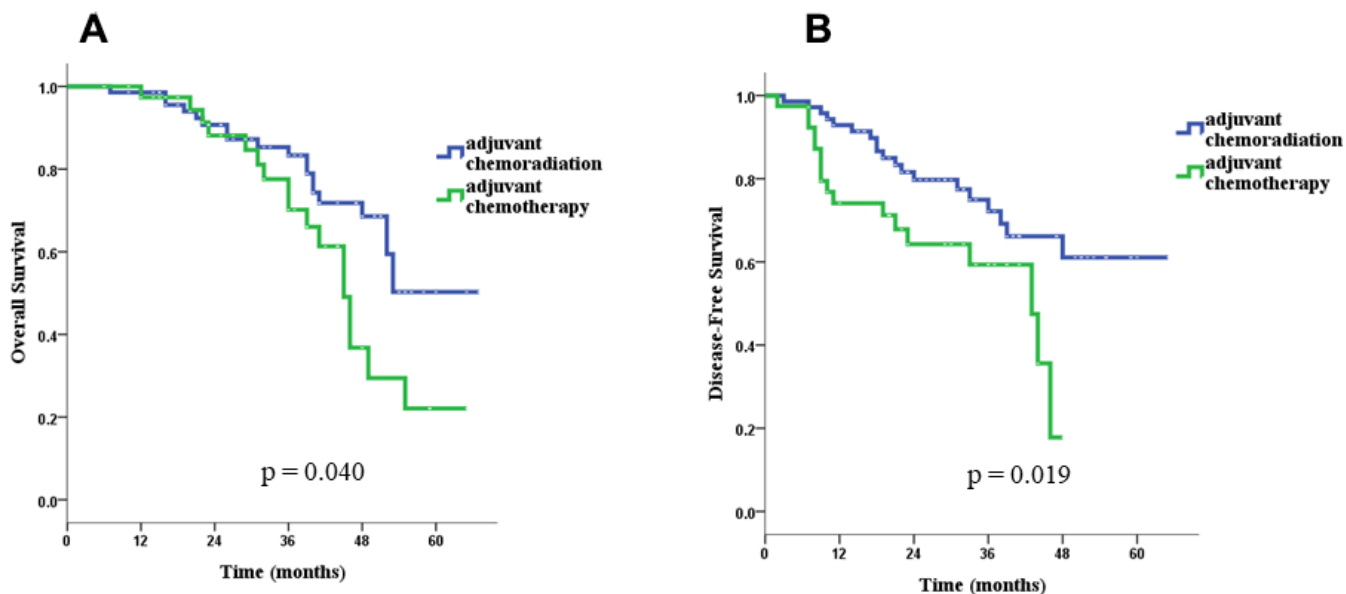 A
1.0
0.8
0.6
0.4
0.2
0.0
Overall Survival
0
12
24
36
48
60
Time (months)
adjuvant
chemoradiation
adjuvant
chemotherapy
p = 0.040
B
1.0
0.8
0.6
0.4
0.2
0.0
Disease-Free Survival
0
12
24
36
48
60
Time (months)
adjuvant
chemoradiation
adjuvant
chemotherapy
p = 0.019